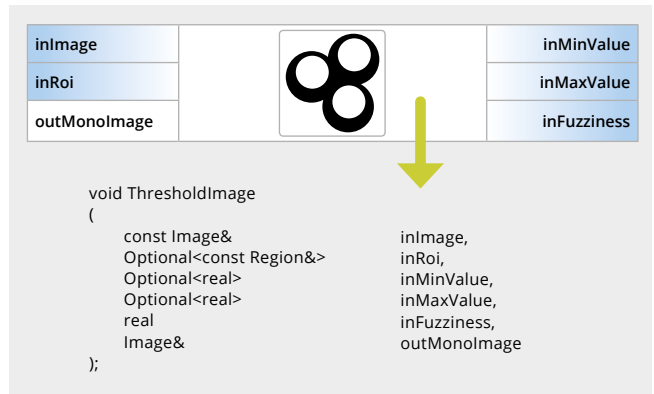 inImage
inRoi
outMonoImage
inMinValue
inMaxValue
inFuzziness
void ThresholdImage
(
const Image& inImage,
Optional<const Region&> inRoi,
Optional<real> inMinValue,
Optional<real> inMaxValue,
real inFuzziness,
Image& outMonoImage
);